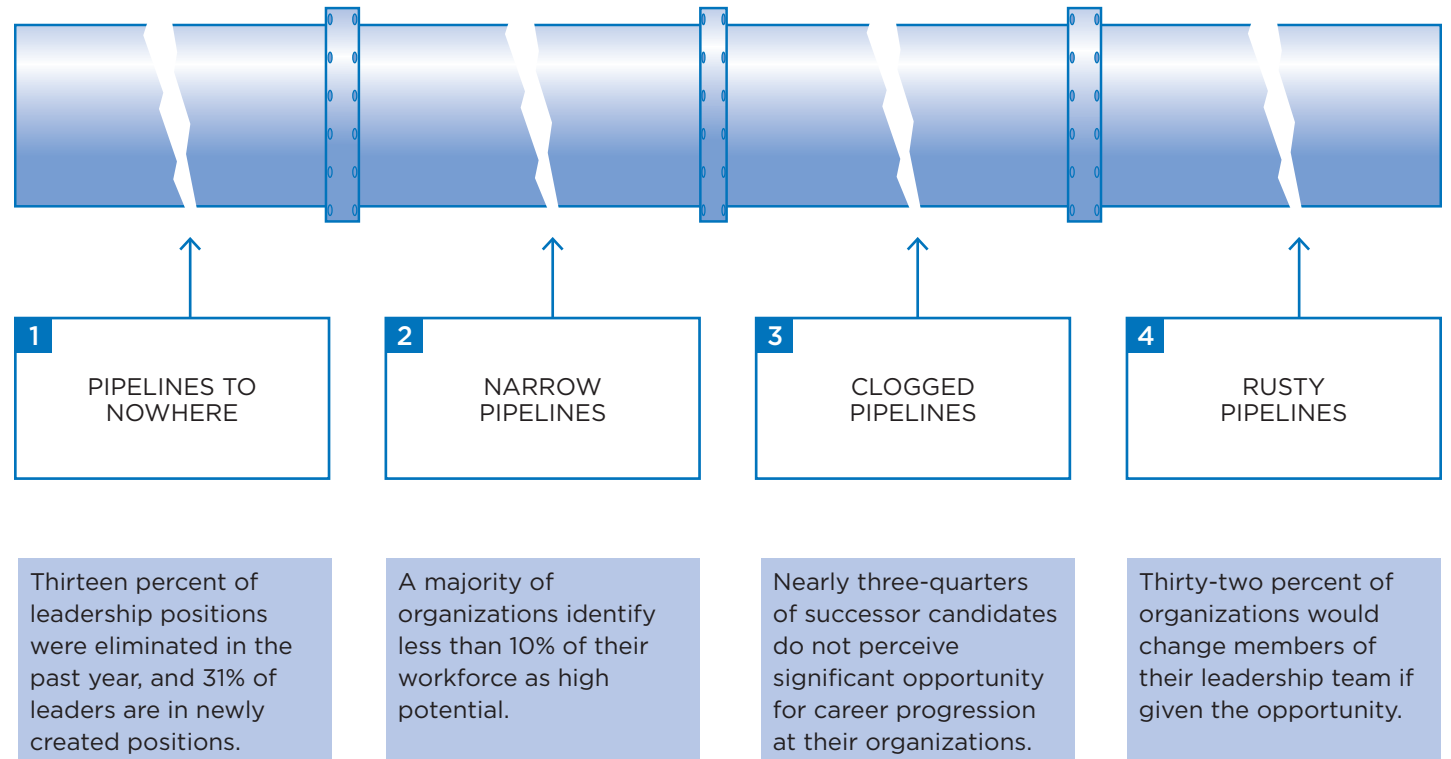 1
PIPELINES TO
NOWHERE
2
NARROW
PIPELINES
3
CLOGGED
PIPELINES
4
RUSTY
PIPELINES
Thirteen percent of
leadership positions
were eliminated in the
past year, and 31% of
leaders are in newly
created positions.
A majority of
organizations identify
less than 10% of their
workforce as high
potential.
Nearly three-quarters
of successor candidates
do not perceive
significant opportunity
for career progression
at their organizations.
Thirty-two percent of
organizations would
change members of
their leadership team if
given the opportunity.